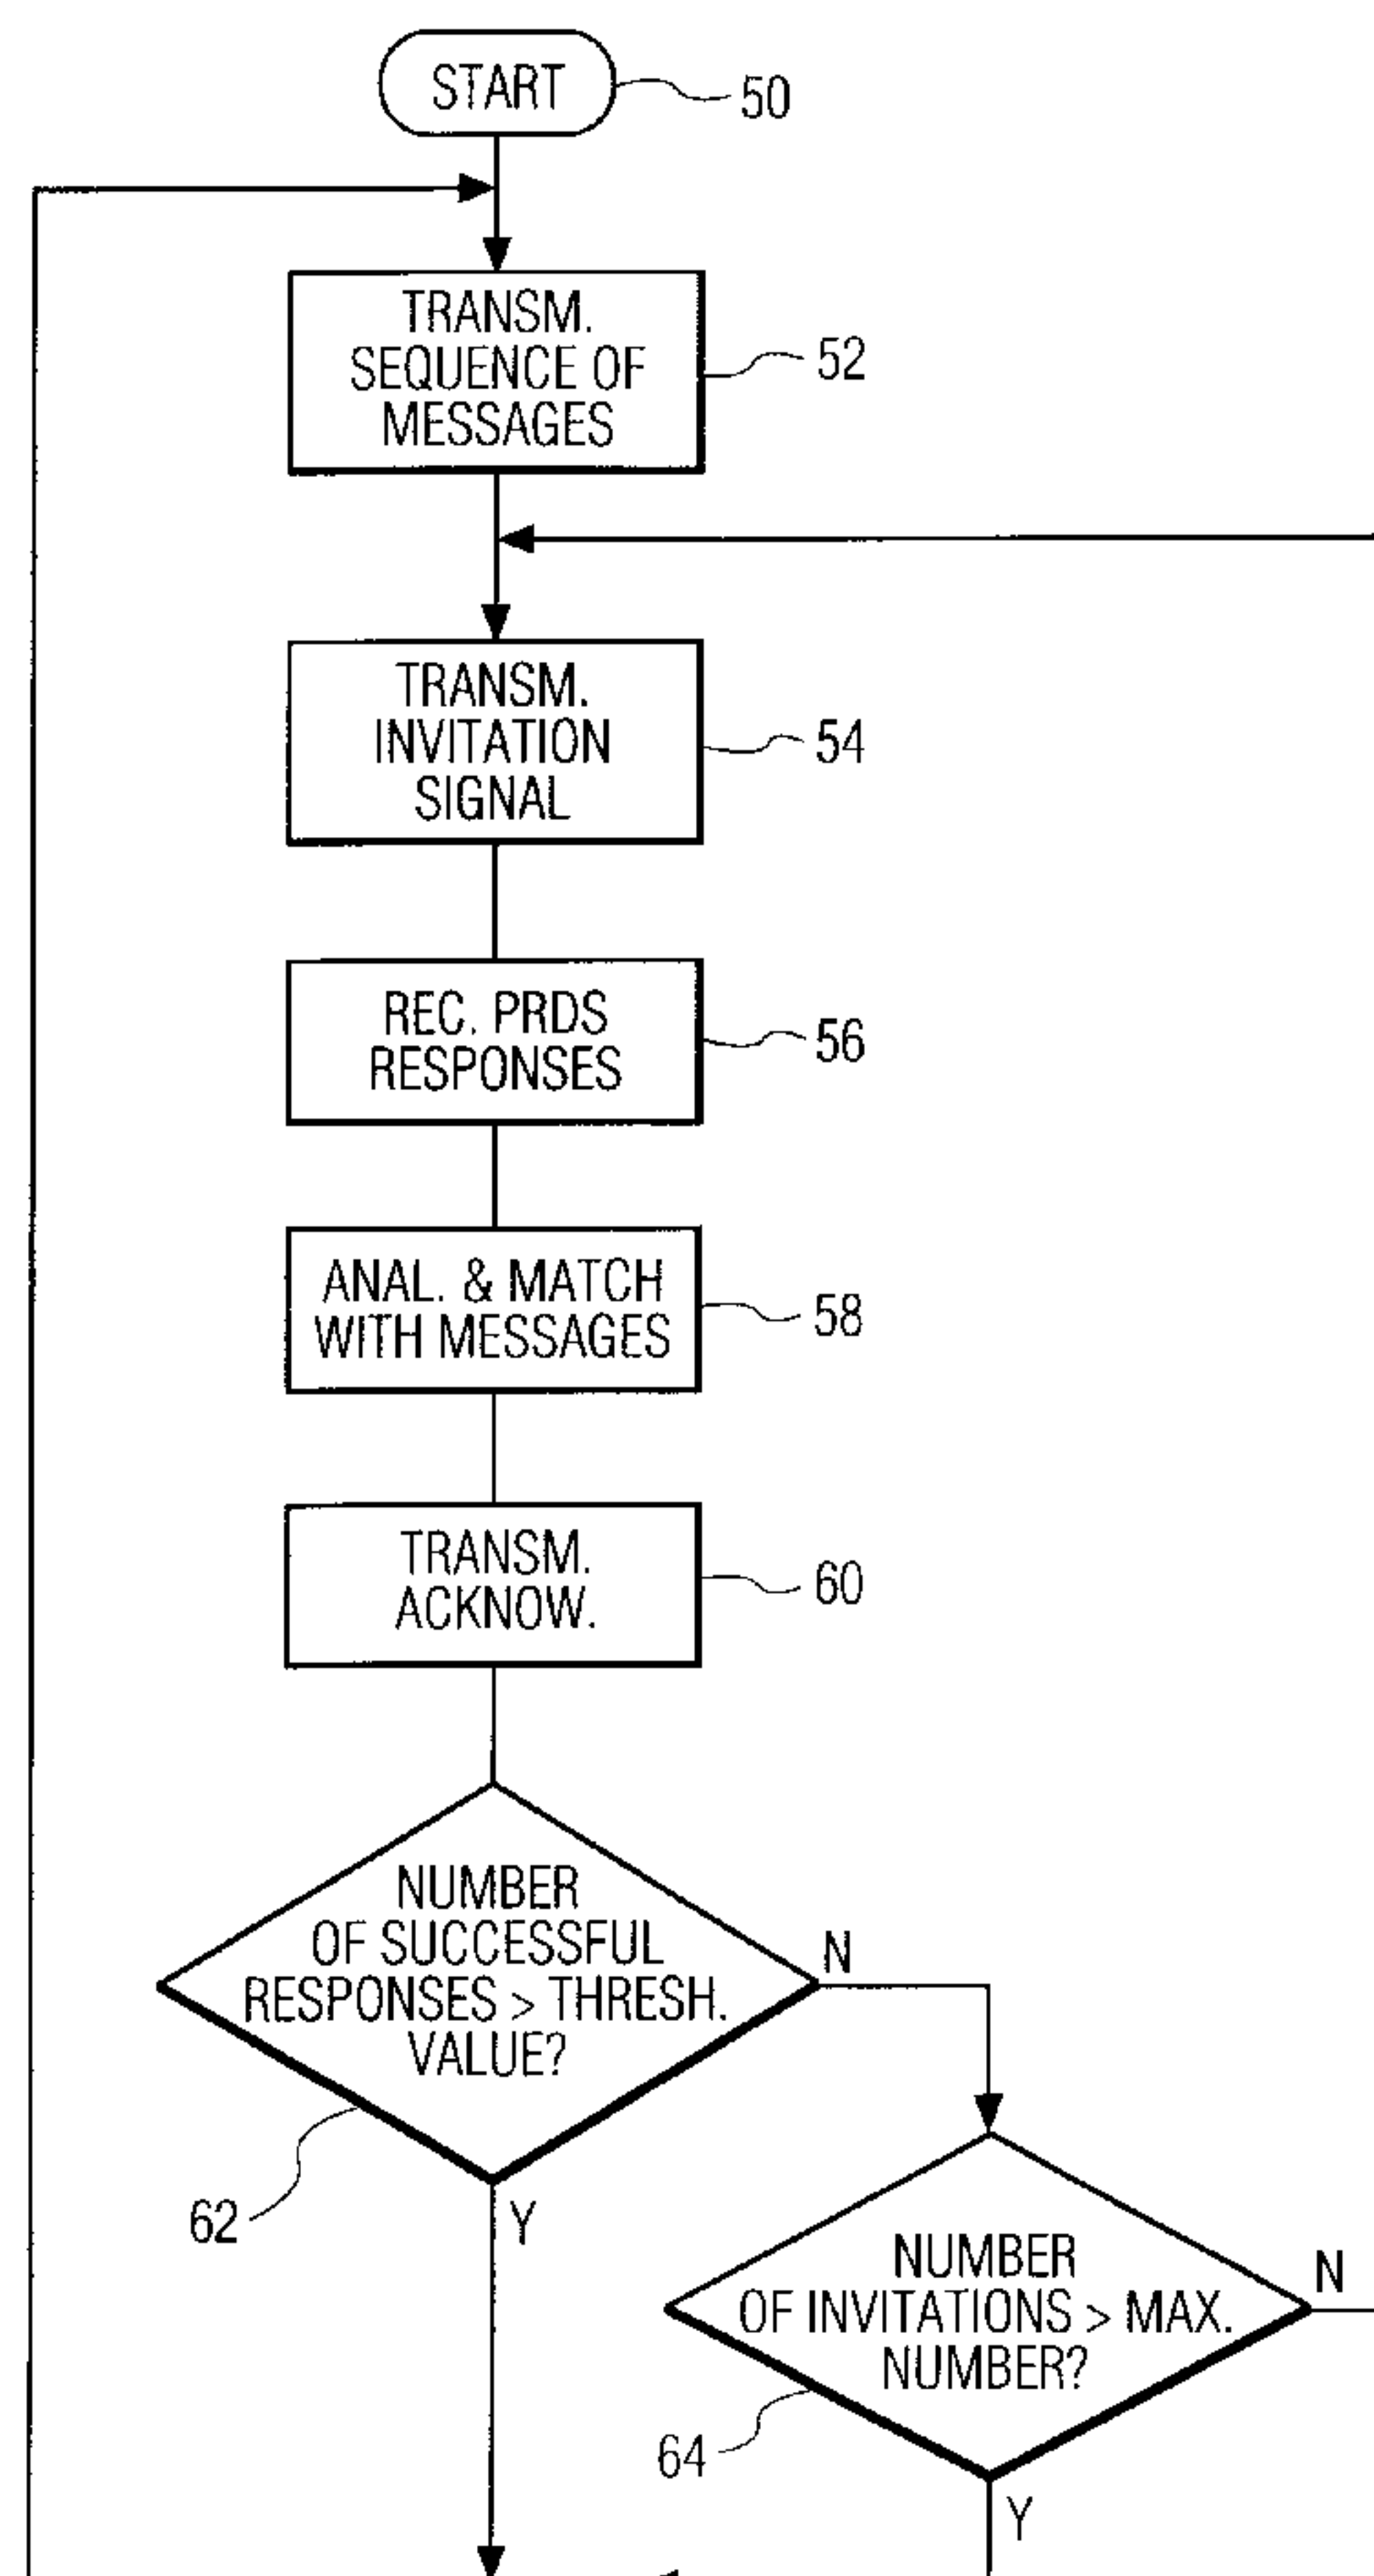 START
50
TRANSM.
SEQUENCE OF
MESSAGES
52
TRANSM.
INVITATION
SIGNAL
54
REC. PRDS
RESPONSES
56
ANAL. & MATCH
WITH MESSAGES
58
TRANSM.
ACKNOW.
60
NUMBER
OF SUCCESSFUL
RESPONSES > THRESH.
VALUE?
N
62
Y
NUMBER
OF INVITATIONS > MAX.
NUMBER?
N
64
Y